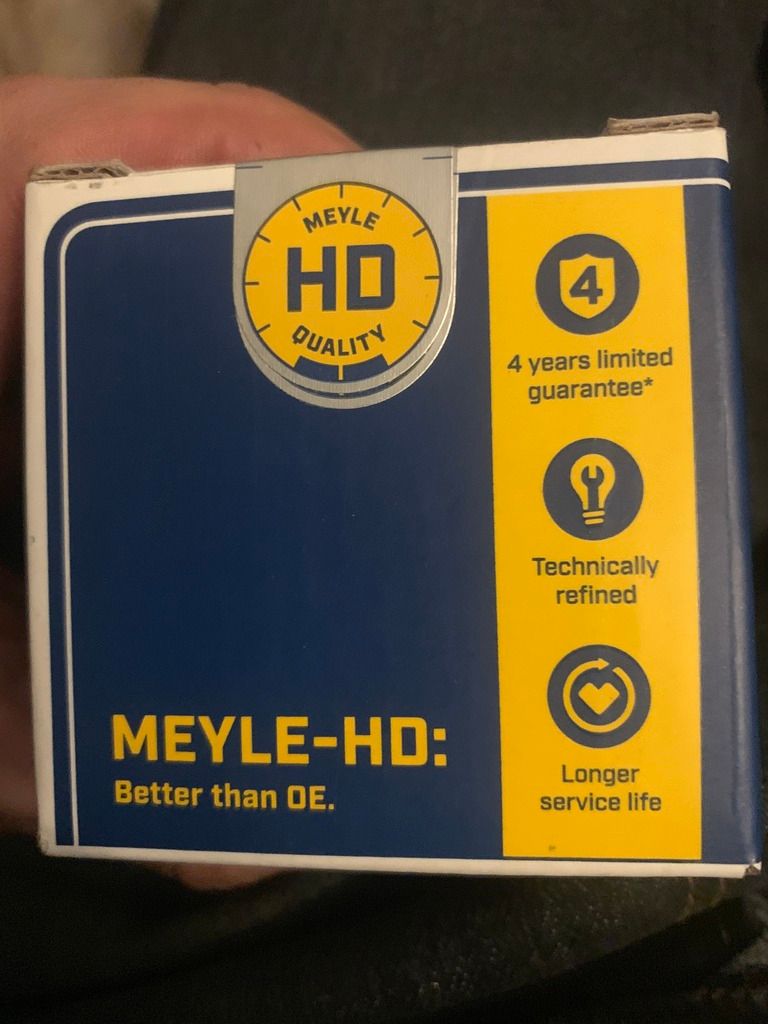 MEYLE
HD
QUALITY
4
4 years limited
guarantee*
Technically
refined
Longer
service life
MEYLE-HD:
Better than OE.